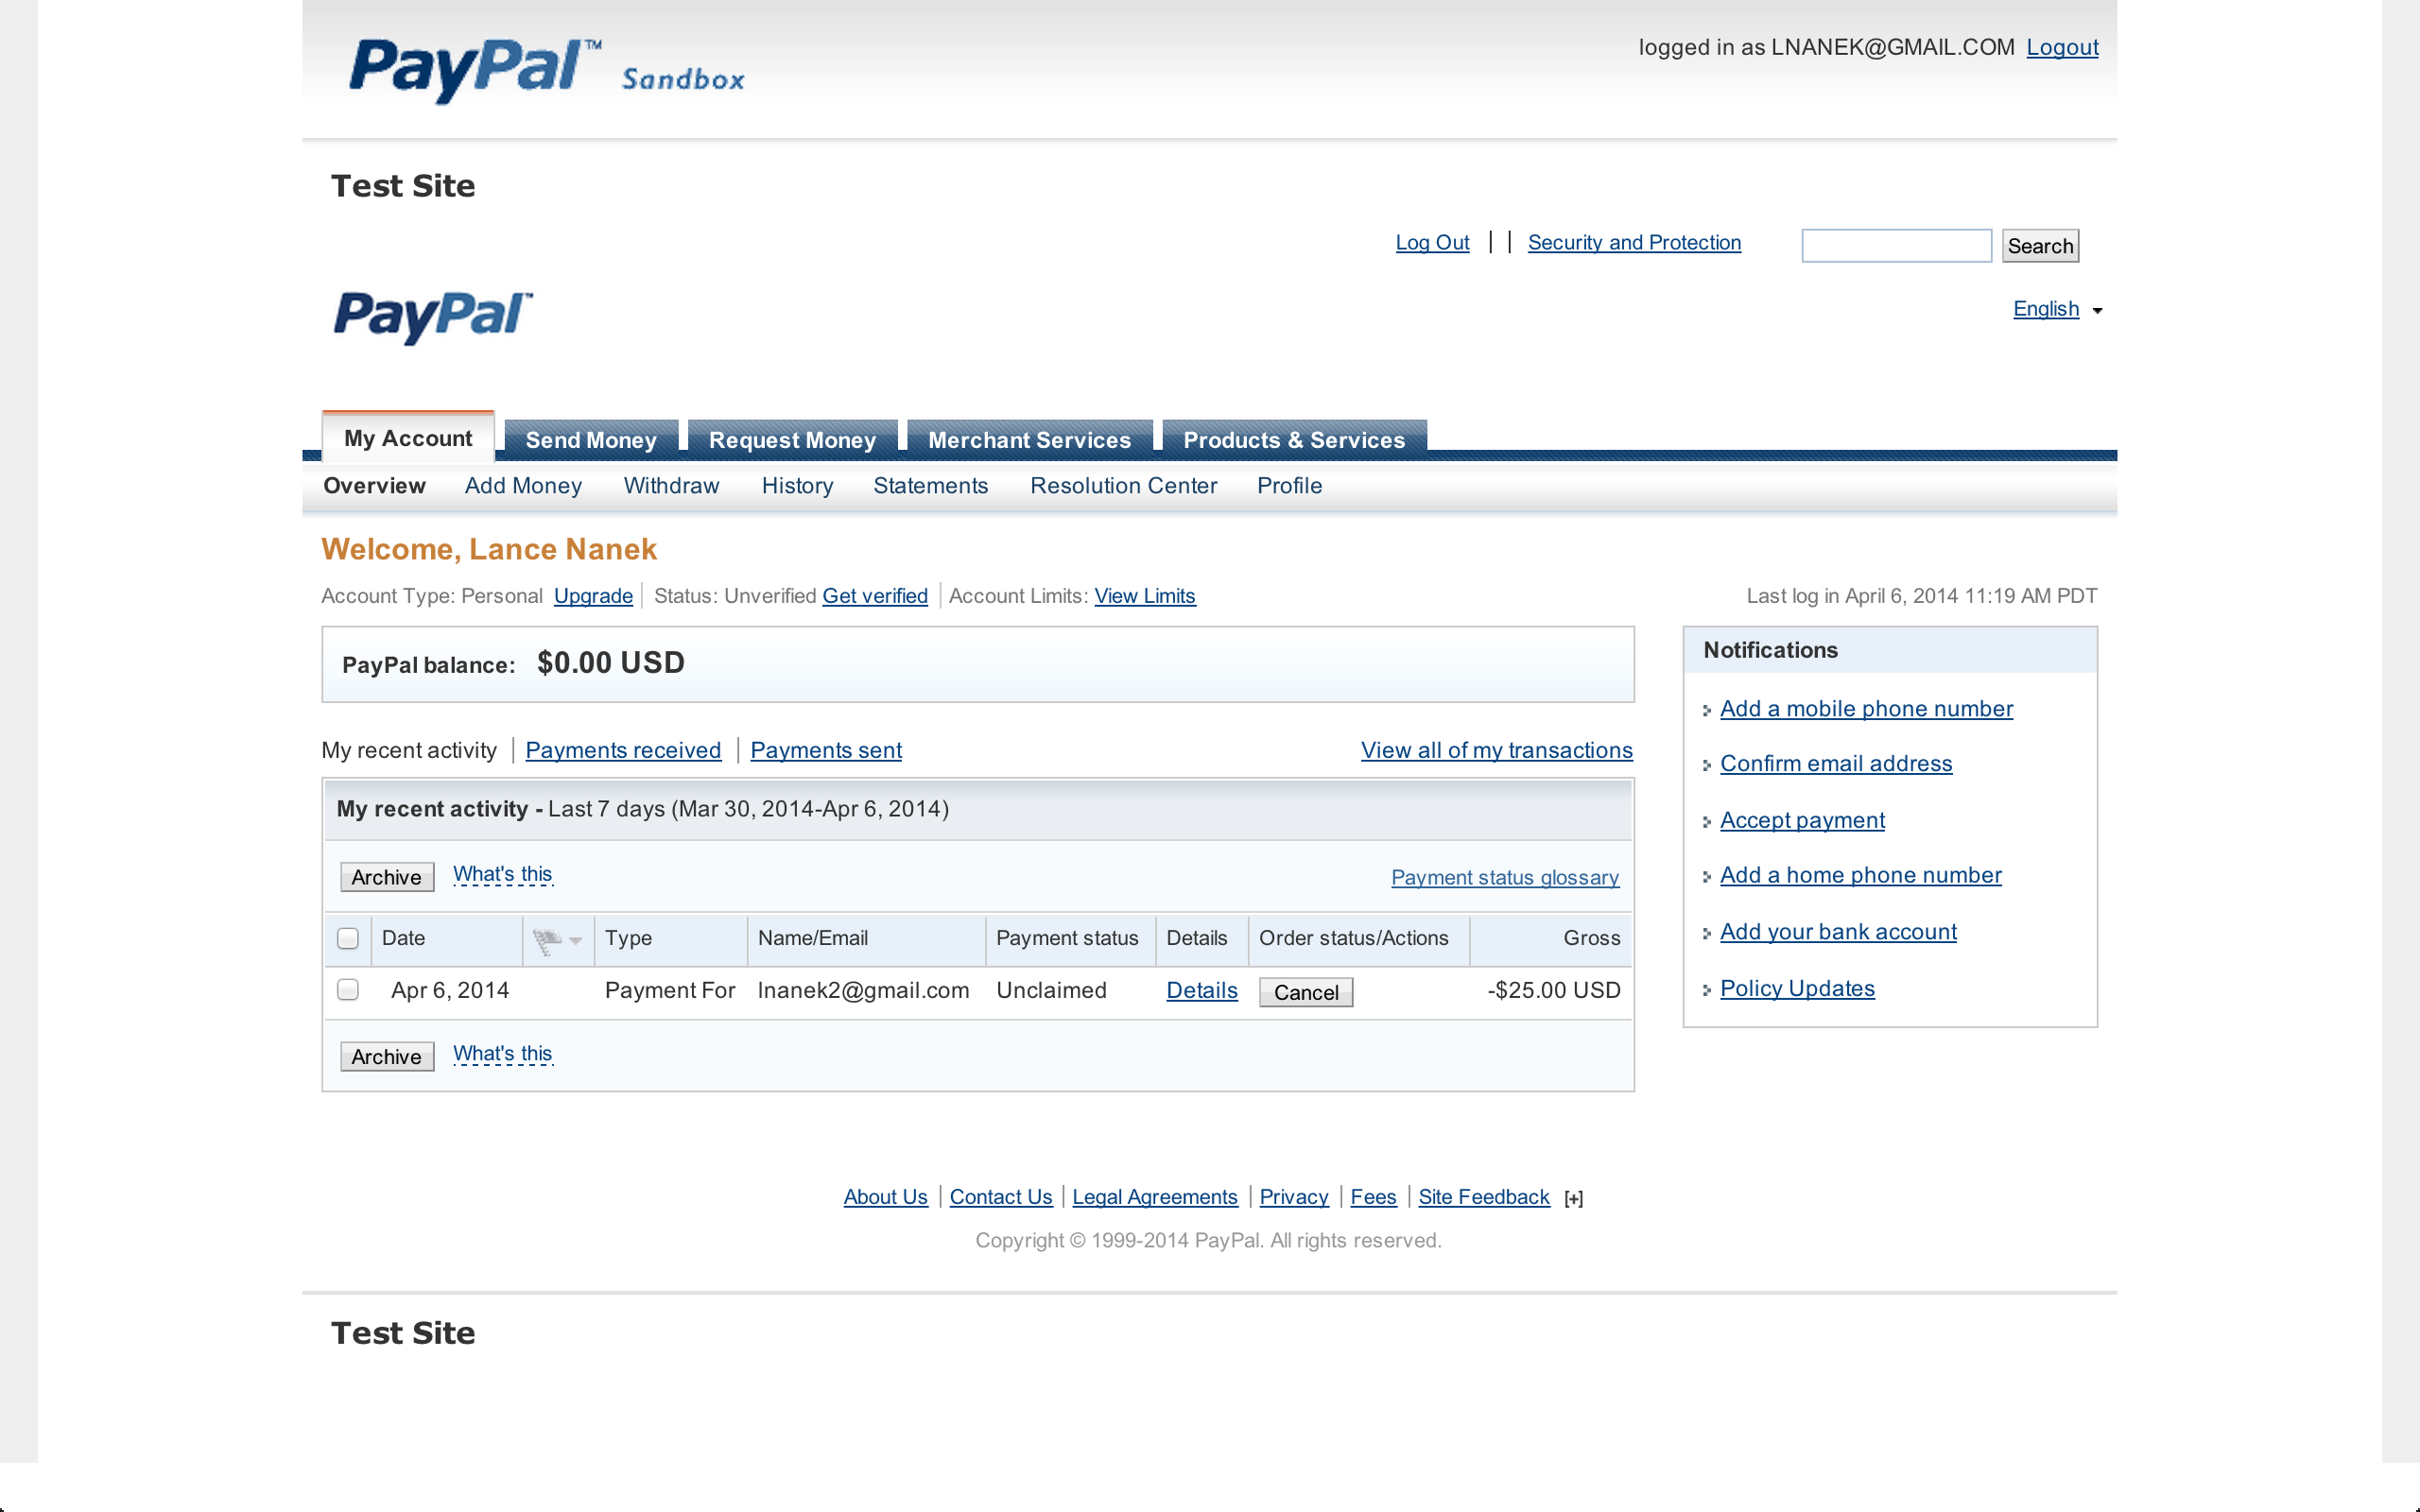 PayPal™ Sandbox
logged in as LNANEK@GMAIL.COM Logout
Test Site
Log Out | | Security and Protection Search
PayPal™
English
My Account Send Money Request Money Merchant Services Products & Services
Overview Add Money Withdraw History Statements Resolution Center Profile
Welcome, Lance Nanek
Account Type: Personal Upgrade | Status: Unverified Get verified | Account Limits: View Limits
Last log in April 6, 2014 11:19 AM PDT
PayPal balance: $0.00 USD
My recent activity | Payments received | Payments sent
View all of my transactions
My recent activity - Last 7 days (Mar 30, 2014-Apr 6, 2014)
Archive What's this
Payment status glossary
Date Type Name/Email Payment status Details Order status/Actions Gross
Apr 6, 2014 Payment For lnanek2@gmail.com Unclaimed Details Cancel -$25.00 USD
Archive What's this
Notifications
Add a mobile phone number
Confirm email address
Accept payment
Add a home phone number
Add your bank account
Policy Updates
About Us | Contact Us | Legal Agreements | Privacy | Fees | Site Feedback [+]
Copyright © 1999-2014 PayPal. All rights reserved.
Test Site